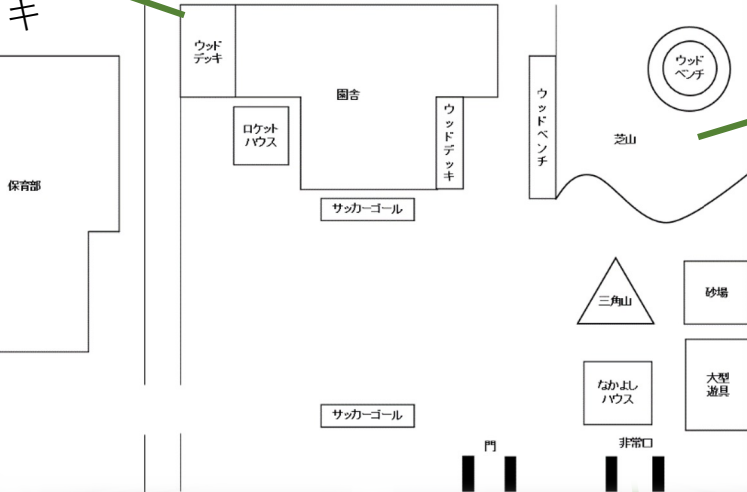 キ
ウッド
デッキ
ウッド
ベンチ
園舎
ウッドデッキ
ウッドベンチ
ロケット
ハウス
芝山
保育部
サッカーゴール
三角山
砂場
なかよし
ハウス
大型
遊具
サッカーゴール
門
非常口